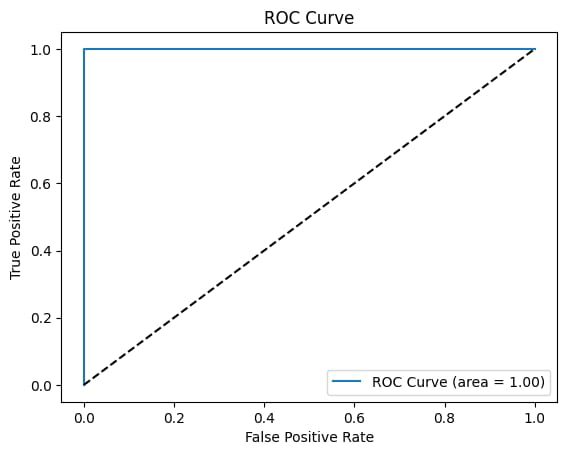 ROC Curve
True Positive Rate
1.0
0.8
0.6
0.4
0.2
0.0
ROC Curve (area = 1.00)
0.0 0.2 0.4 0.6 0.8 1.0
False Positive Rate